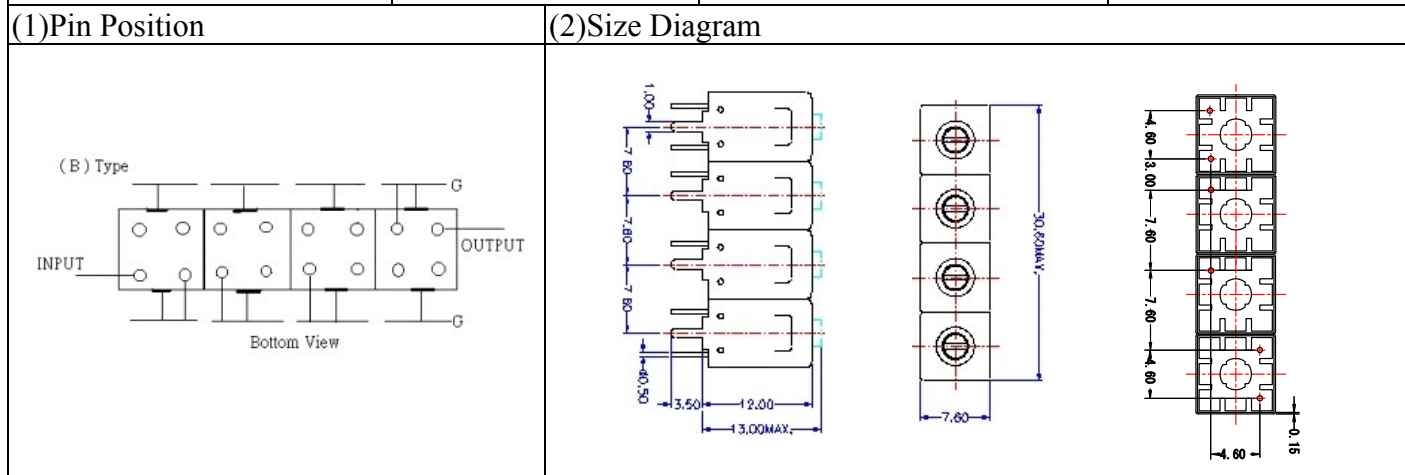 (1)Pin Position
(2)Size Diagram
(B) Type
G
INPUT
OUTPUT
G
Bottom View
1.00
7.80
7.80
7.80
Φ0.50
3.50
12.00
13.00MAX.
30.60MAX.
7.60
4.60
3.00
7.60
7.60
4.60
0.15
4.60